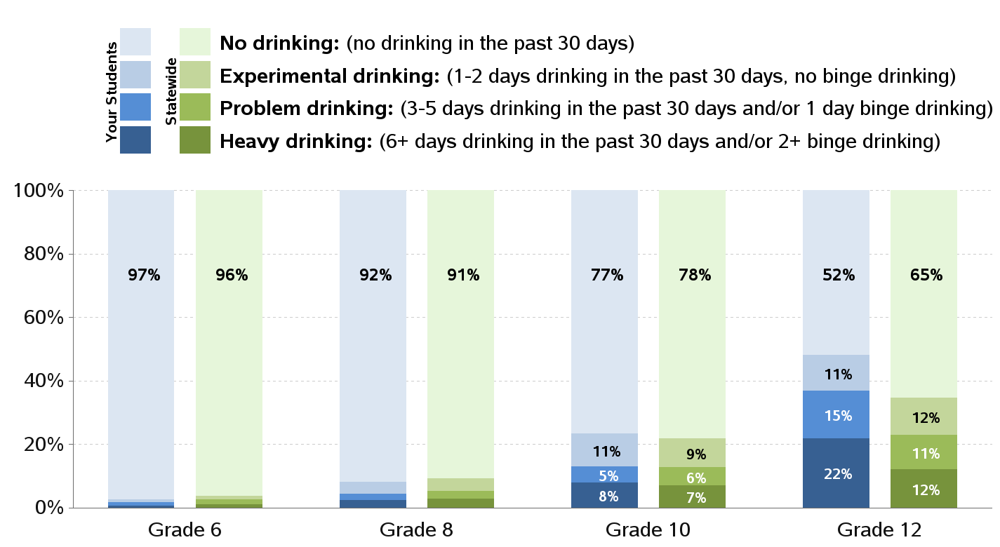 Your Students
Statewide
No drinking: (no drinking in the past 30 days)
Experimental drinking: (1-2 days drinking in the past 30 days, no binge drinking)
Problem drinking: (3-5 days drinking in the past 30 days and/or 1 day binge drinking)
Heavy drinking: (6+ days drinking in the past 30 days and/or 2+ binge drinking)
100%
80%
97% 96% 92% 91% 77% 78% 52% 65%
60%
40%
11%
15% 12%
20%
11% 9% 11%
5% 6% 22%
8% 7% 12%
0%
Grade 6 Grade 8 Grade 10 Grade 12